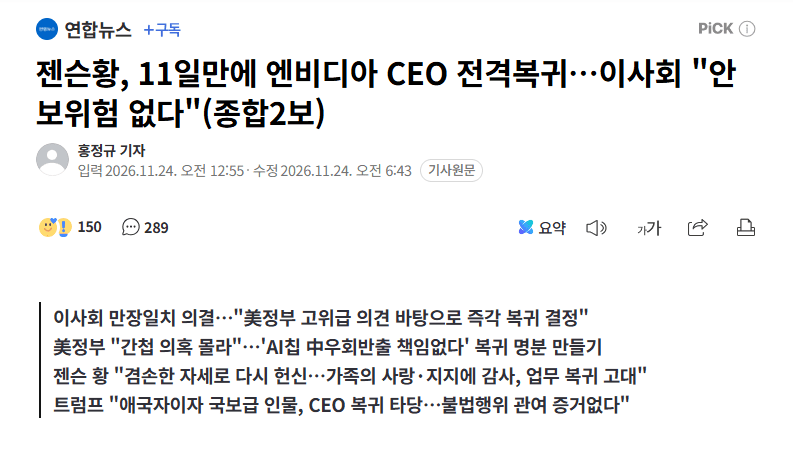 연합뉴스 +구독
PiCK
젠슨황, 11일만에 엔비디아 CEO 전격복귀…이사회 "안
보위험 없다"(종합2보)
홍정규 기자
입력 2026.11.24. 오전 12:55 · 수정 2026.11.24. 오전 6:43 기사원문
150 289 요약 가가
이사회 만장일치 의결…"美정부 고위급 의견 바탕으로 즉각 복귀 결정"
美정부 "간첩 의혹 몰라"…'AI칩 中우회반출 책임없다' 복귀 명분 만들기
젠슨 황 "겸손한 자세로 다시 헌신…가족의 사랑·지지에 감사, 업무 복귀 고대"
트럼프 "애국자이자 국보급 인물, CEO 복귀 타당…불법행위 관여 증거없다"